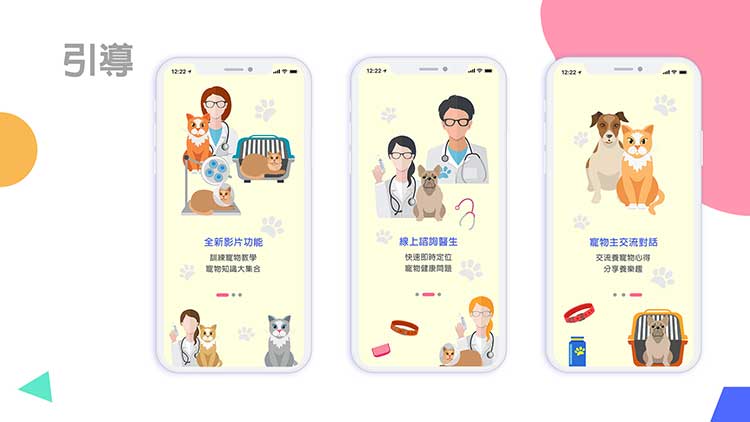 引導
12:22
全新影片功能
訓練寵物教學
寵物知識大集合
12:22
線上諮詢醫生
快速即時定位
寵物健康問題
12:22
寵物主交流對話
交流養寵物心得
分享養樂趣